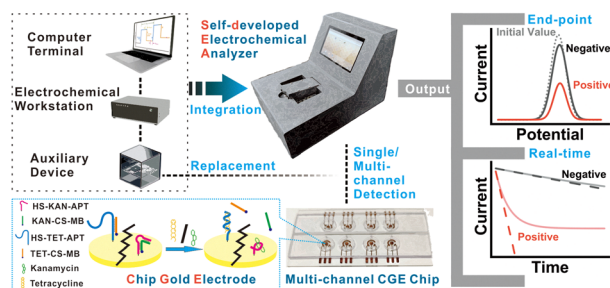 Computer
Terminal
Electrochemical
Workstation
Auxiliary
Device
Integration
Replacement
Self-developed
Electrochemical
Analyzer
Single/
Multi-
channel
Detection
Output
End-point
Initial Value
Negative
Positive
Current
Potential
Real-time
Negative
Positive
Current
Time
HS-KAN-APT
KAN-CS-MB
HS-TET-APT
TET-CS-MB
Kanamycin
Tetracycline
Chip Gold Electrode
Multi-channel CGE Chip